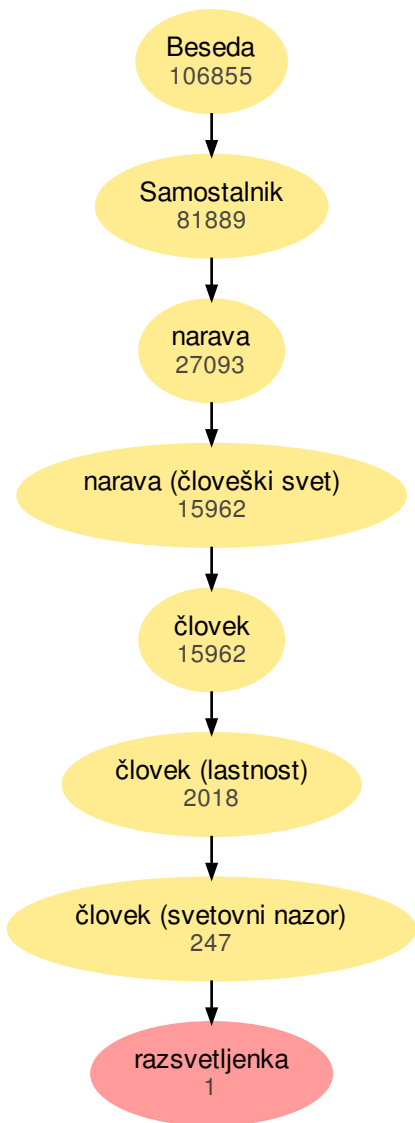 Beseda
106855
Samostalnik
81889
narava
27093
narava (človeški svet)
15962
človek
15962
človek (lastnost)
2018
človek (svetovni nazor)
247
razsvetljenka
1